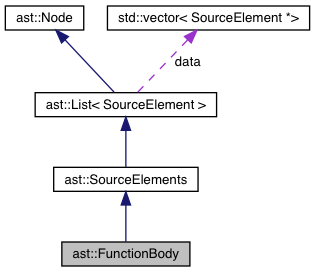 ast::Node
std::vector< SourceElement *>
data
ast::List< SourceElement >
ast::SourceElements
ast::FunctionBody